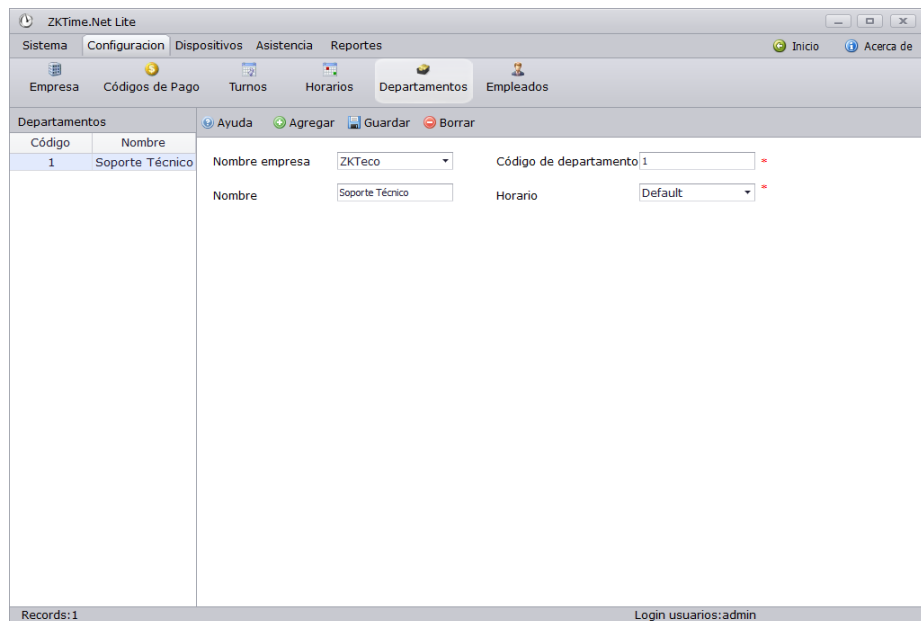 ZKTime.Net Lite
Sistema Configuracion Dispositivos Asistencia Reportes Inicio Acerca de
Empresa Códigos de Pago Turnos Horarios Departamentos Empleados
Departamentos Ayuda Agregar Guardar Borrar
Código Nombre
1 Soporte Técnico Nombre empresa ZKTeco Código de departamento 1 *
Nombre Soporte Técnico Horario Default *
Records:1 Login usuarios:admin